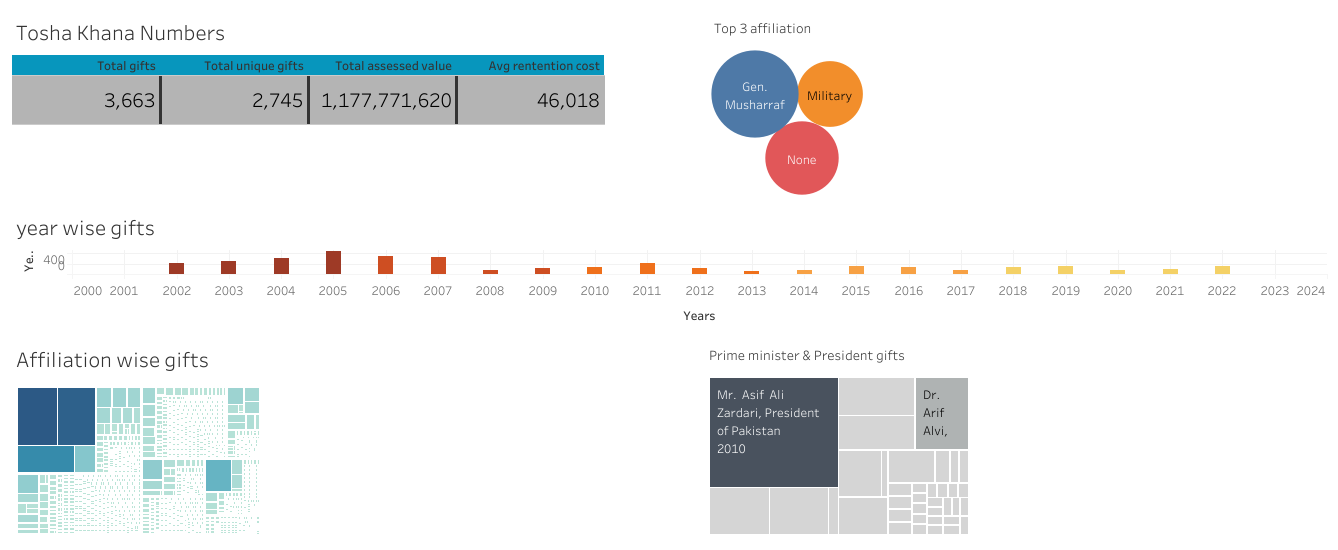 Tosha Khana Numbers
Total gifts Total unique gifts Total assessed value Avg rentention cost
3,663 2,745 1,177,771,620 46,018
Top 3 affiliation
Gen.
Musharraf
Military
None
year wise gifts
Ye..
400
0
2000 2001 2002 2003 2004 2005 2006 2007 2008 2009 2010 2011 2012 2013 2014 2015 2016 2017 2018 2019 2020 2021 2022 2023 2024
Years
Affiliation wise gifts
Prime minister & President gifts
Mr. Asif Ali
Zardari, President
of Pakistan
2010
Dr.
Arif
Alvi,